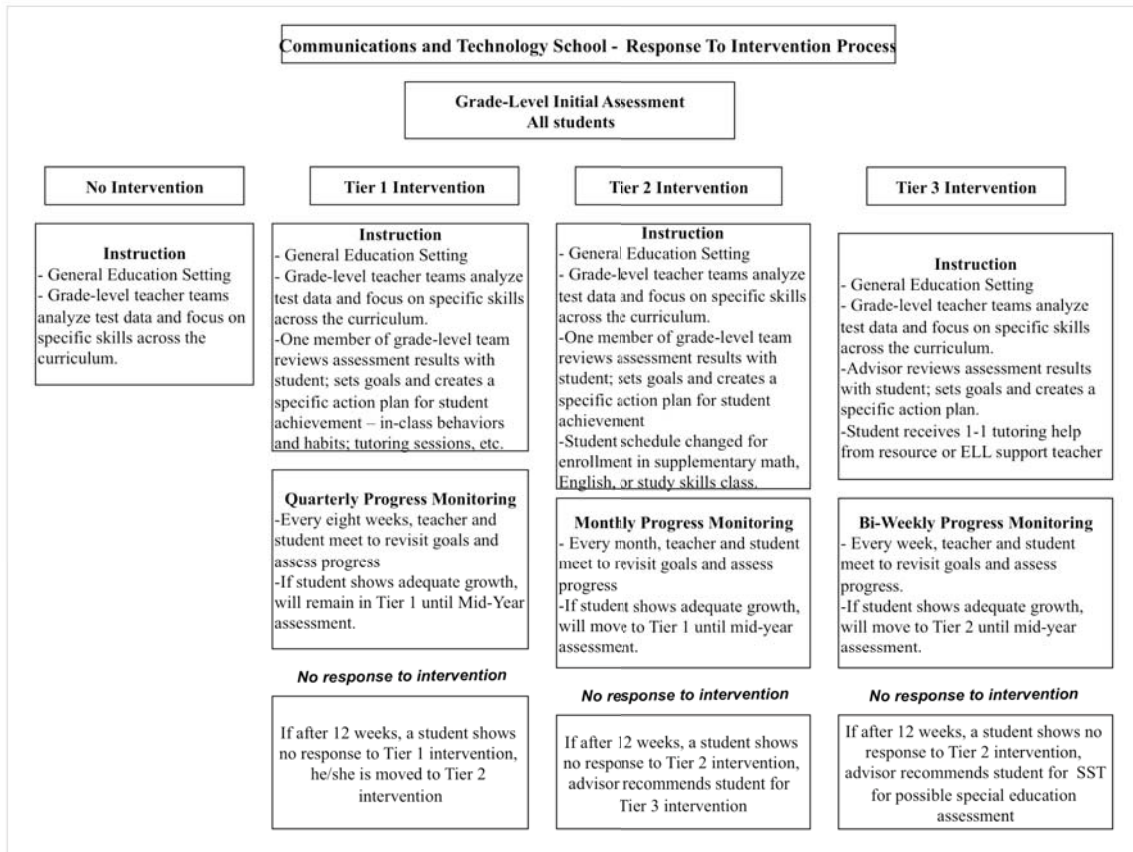 Communications and Technology School - Response To Intervention Process
Grade-Level Initial Assessment
All students
No Intervention
Tier 1 Intervention
Tier 2 Intervention
Tier 3 Intervention
Instruction
- General Education Setting
- Grade-level teacher teams
analyze test data and focus on
specific skills across the
curriculum.
Instruction
- General Education Setting
- Grade-level teacher teams analyze
test data and focus on specific skills
across the curriculum.
-One member of grade-level team
reviews assessment results with
student; sets goals and creates a
specific action plan for student
achievement – in-class behaviors
and habits; tutoring sessions, etc.
Instruction
- General Education Setting
- Grade-level teacher teams analyze
test data and focus on specific skills
across the curriculum.
-One member of grade-level team
reviews assessment results with
student; sets goals and creates a
specific action plan for student
achievement
-Student schedule changed for
enrollment in supplementary math,
English, or study skills class.
Instruction
- General Education Setting
- Grade-level teacher teams analyze
test data and focus on specific skills
across the curriculum.
-Advisor reviews assessment results
with student; sets goals and creates a
specific action plan.
-Student receives 1-1 tutoring help
from resource or ELL support teacher
Quarterly Progress Monitoring
-Every eight weeks, teacher and
student meet to revisit goals and
assess progress
-If student shows adequate growth,
will remain in Tier 1 until Mid-Year
assessment.
Monthly Progress Monitoring
- Every month, teacher and student
meet to revisit goals and assess
progress
-If student shows adequate growth,
will move to Tier 1 until mid-year
assessment.
Bi-Weekly Progress Monitoring
- Every week, teacher and student
meet to revisit goals and assess
progress.
-If student shows adequate growth,
will move to Tier 2 until mid-year
assessment.
No response to intervention
No response to intervention
No response to intervention
If after 12 weeks, a student shows
no response to Tier 1 intervention,
he/she is moved to Tier 2
intervention
If after 12 weeks, a student shows
no response to Tier 2 intervention,
advisor recommends student for
Tier 3 intervention
If after 12 weeks, a student shows no
response to Tier 2 intervention,
advisor recommends student for SST
for possible special education
assessment